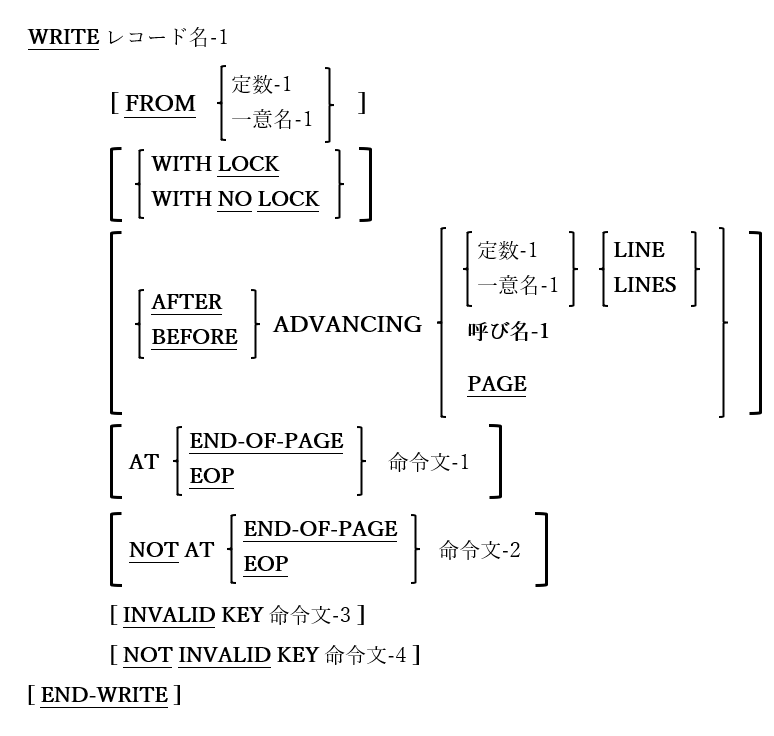 WRITE レコード名-1
[ FROM { 定数-1
一意名-1 } ]
[ { WITH LOCK
WITH NO LOCK } ]
[ { AFTER
BEFORE } ADVANCING { { 定数-1
一意名-1 } { LINE
LINES }
呼び名-1
PAGE } ]
[ AT { END-OF-PAGE
EOP } 命令文-1 ]
[ NOT AT { END-OF-PAGE
EOP } 命令文-2 ]
[ INVALID KEY 命令文-3 ]
[ NOT INVALID KEY 命令文-4 ]
[ END-WRITE ]